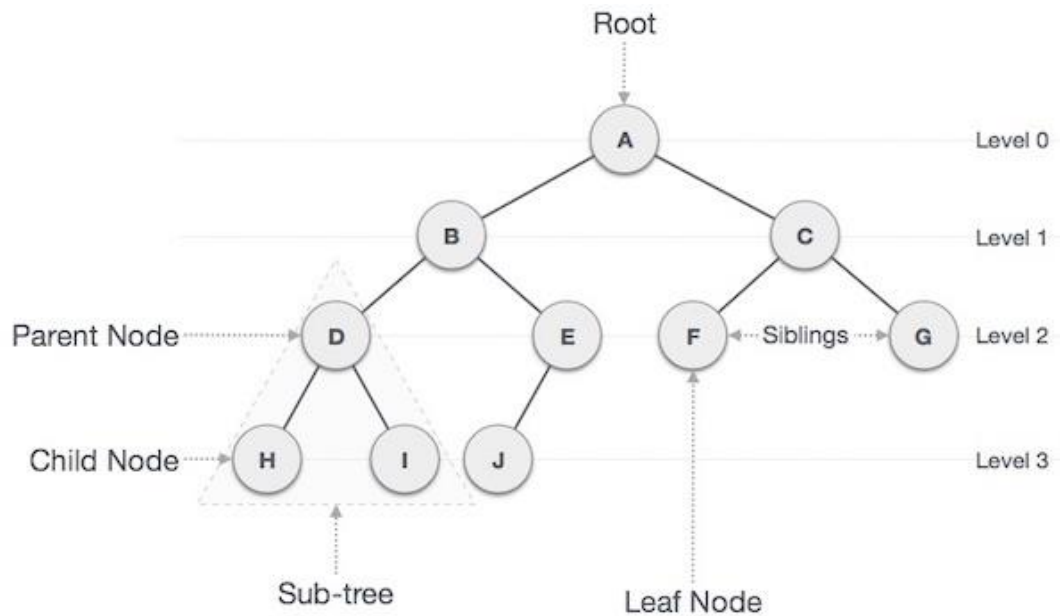 Root
A
Level 0
B
C
Level 1
Parent Node
D
E
F
Siblings
G
Level 2
Child Node
H
I
J
Level 3
Sub-tree
Leaf Node